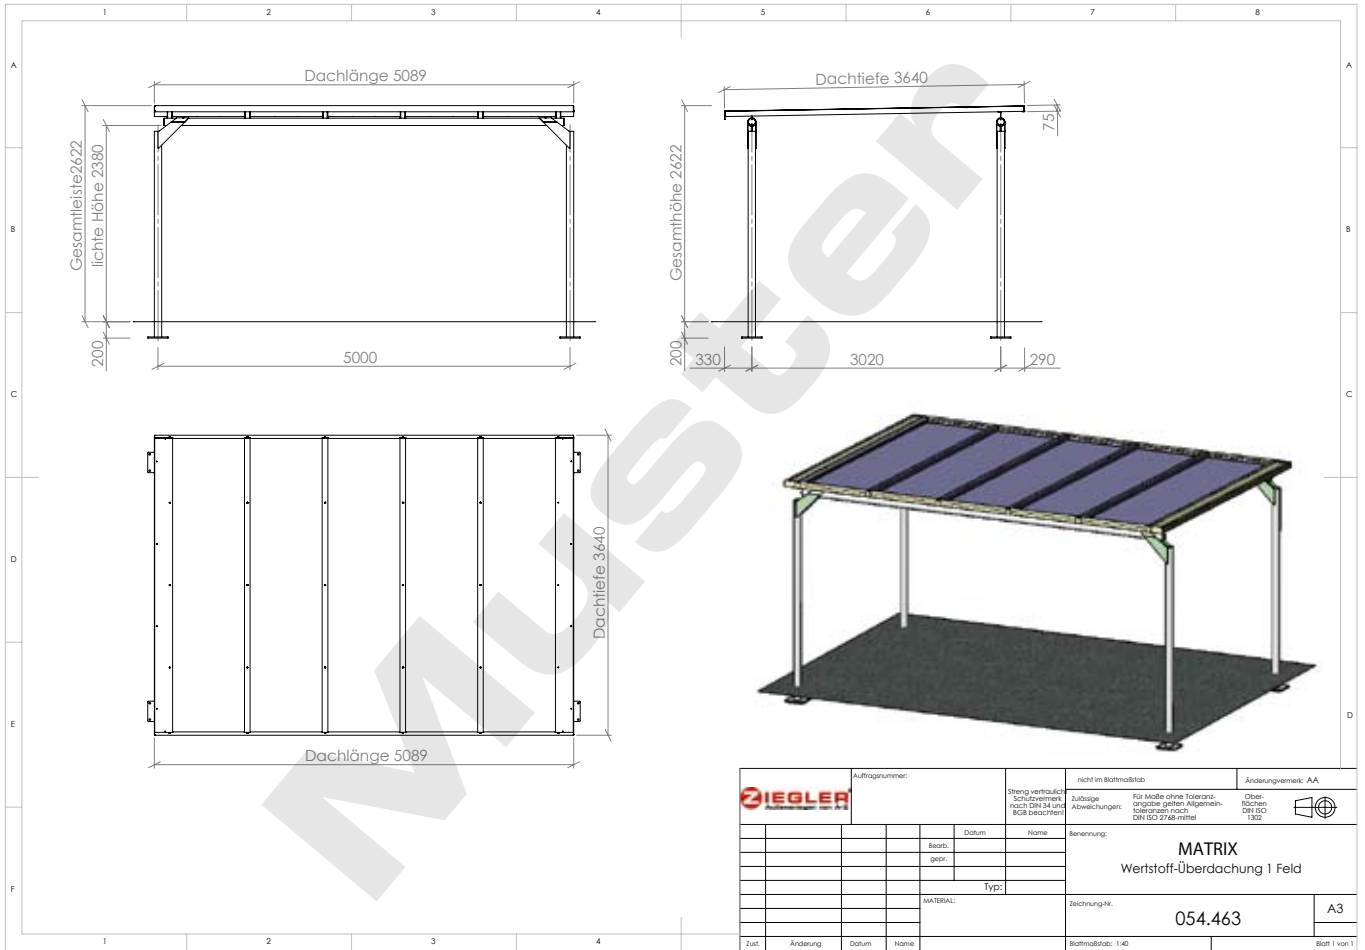 1 2 3 4 5 6 7 8
A
B
C
D
E
F
A
B
C
D
Dachlänge 5089
Gesamtleiste2622
lichte Höhe 2380
200
5000
Dachtiefe 3640
75
Gesamthöhe 2622
200
330
3020
290
Dachtiefe 3640
Dachlänge 5089
Muster
ZIEGLER
Auftragsnummer:
Streng vertraulich
Schutzvermerk
nach DIN 34 und
BGB beachten!
nicht im Blattmaßstab
Änderungvermerk: AA
Zulässige
Abweichungen:
Für Maße ohne Toleranz-
angabe gelten Allgemein-
toleranzen nach
DIN ISO 2768-mittel
Ober-
flächen
DIN ISO
1302
Datum
Name
Bearb.
gepr.
Typ:
MATERIAL:
Benennung:
MATRIX
Wertstoff-Überdachung 1 Feld
Zeichnung-Nr.
054.463
A3
Zust.
Änderung
Datum
Name
Blattmaßstab: 1:40
Blatt 1 von 1
1 2 3 4